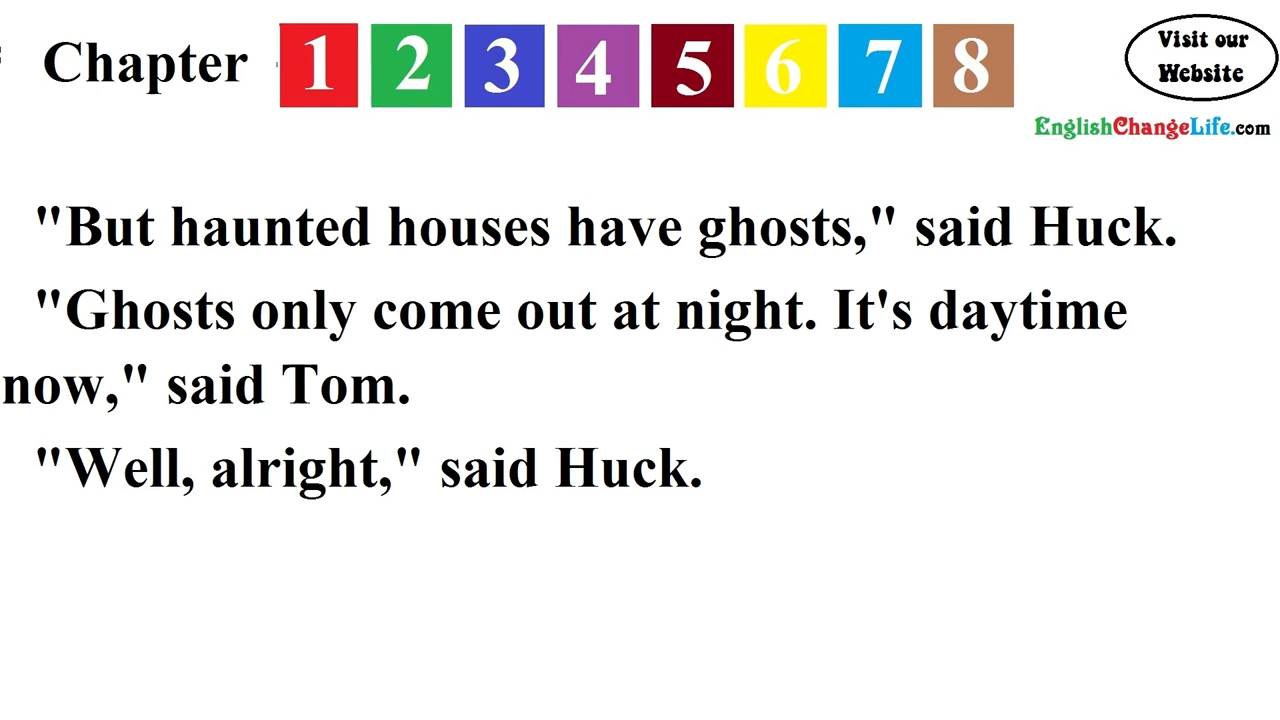 Chapter 1 2 3 4 5 6 7 8
Visit our
Website
EnglishChangeLife.com
"But haunted houses have ghosts," said Huck.
"Ghosts only come out at night. It's daytime
now," said Tom.
"Well, alright," said Huck.